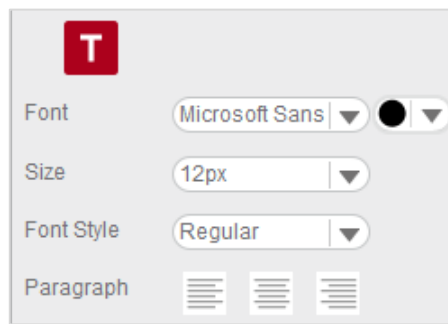 T
Font Microsoft Sans
Size 12px
Font Style Regular
Paragraph